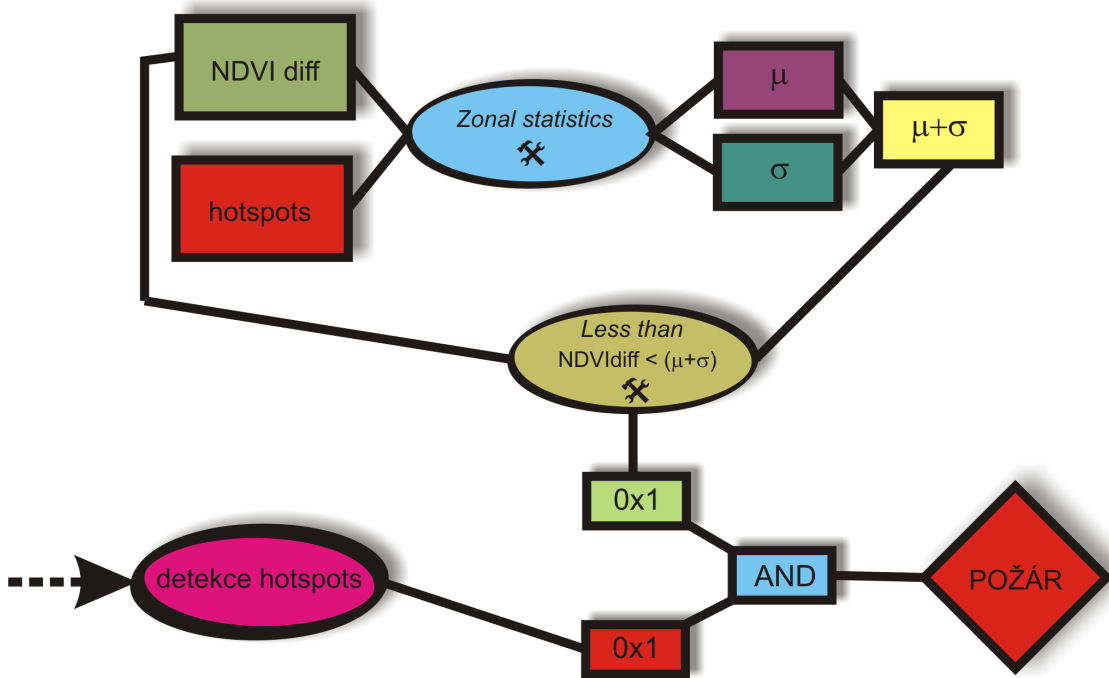 NDVI diff
hotspots
Zonal statistics
μ
σ
μ+σ
Less than
NDVIdiff < (μ+σ)
0x1
detekce hotspots
AND
POŽÁR
0x1